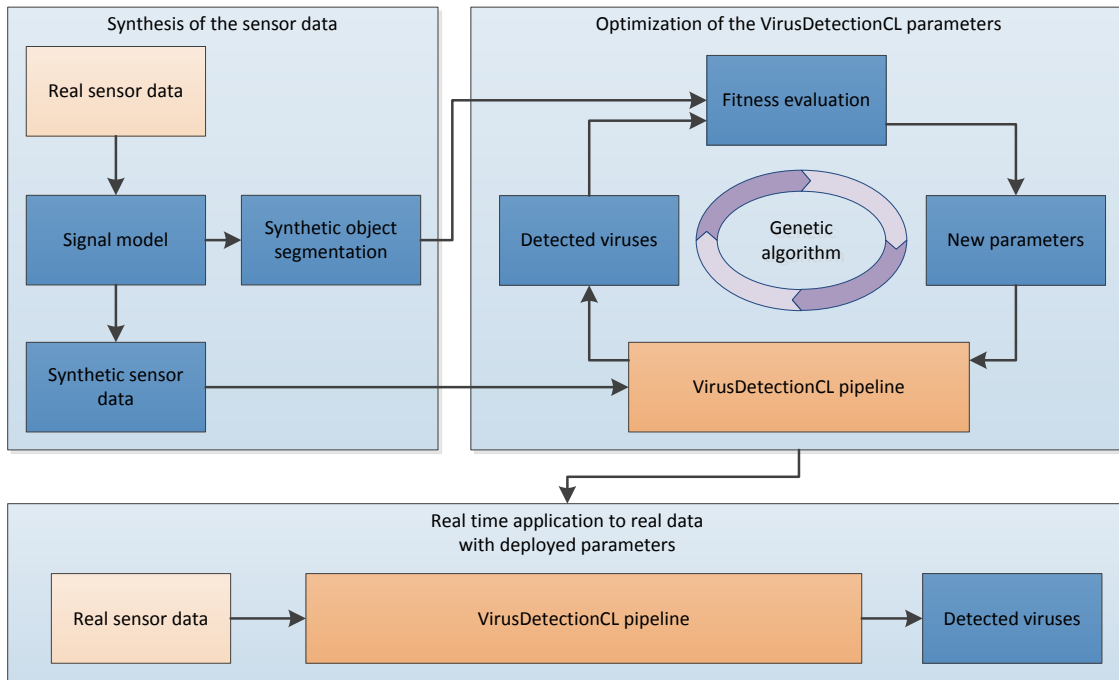 Synthesis of the sensor data
Real sensor data
Signal model
Synthetic object
segmentation
Synthetic sensor
data
Optimization of the VirusDetectionCL parameters
Fitness evaluation
Detected viruses
Genetic
algorithm
New parameters
VirusDetectionCL pipeline
Real time application to real data
with deployed parameters
Real sensor data
VirusDetectionCL pipeline
Detected viruses